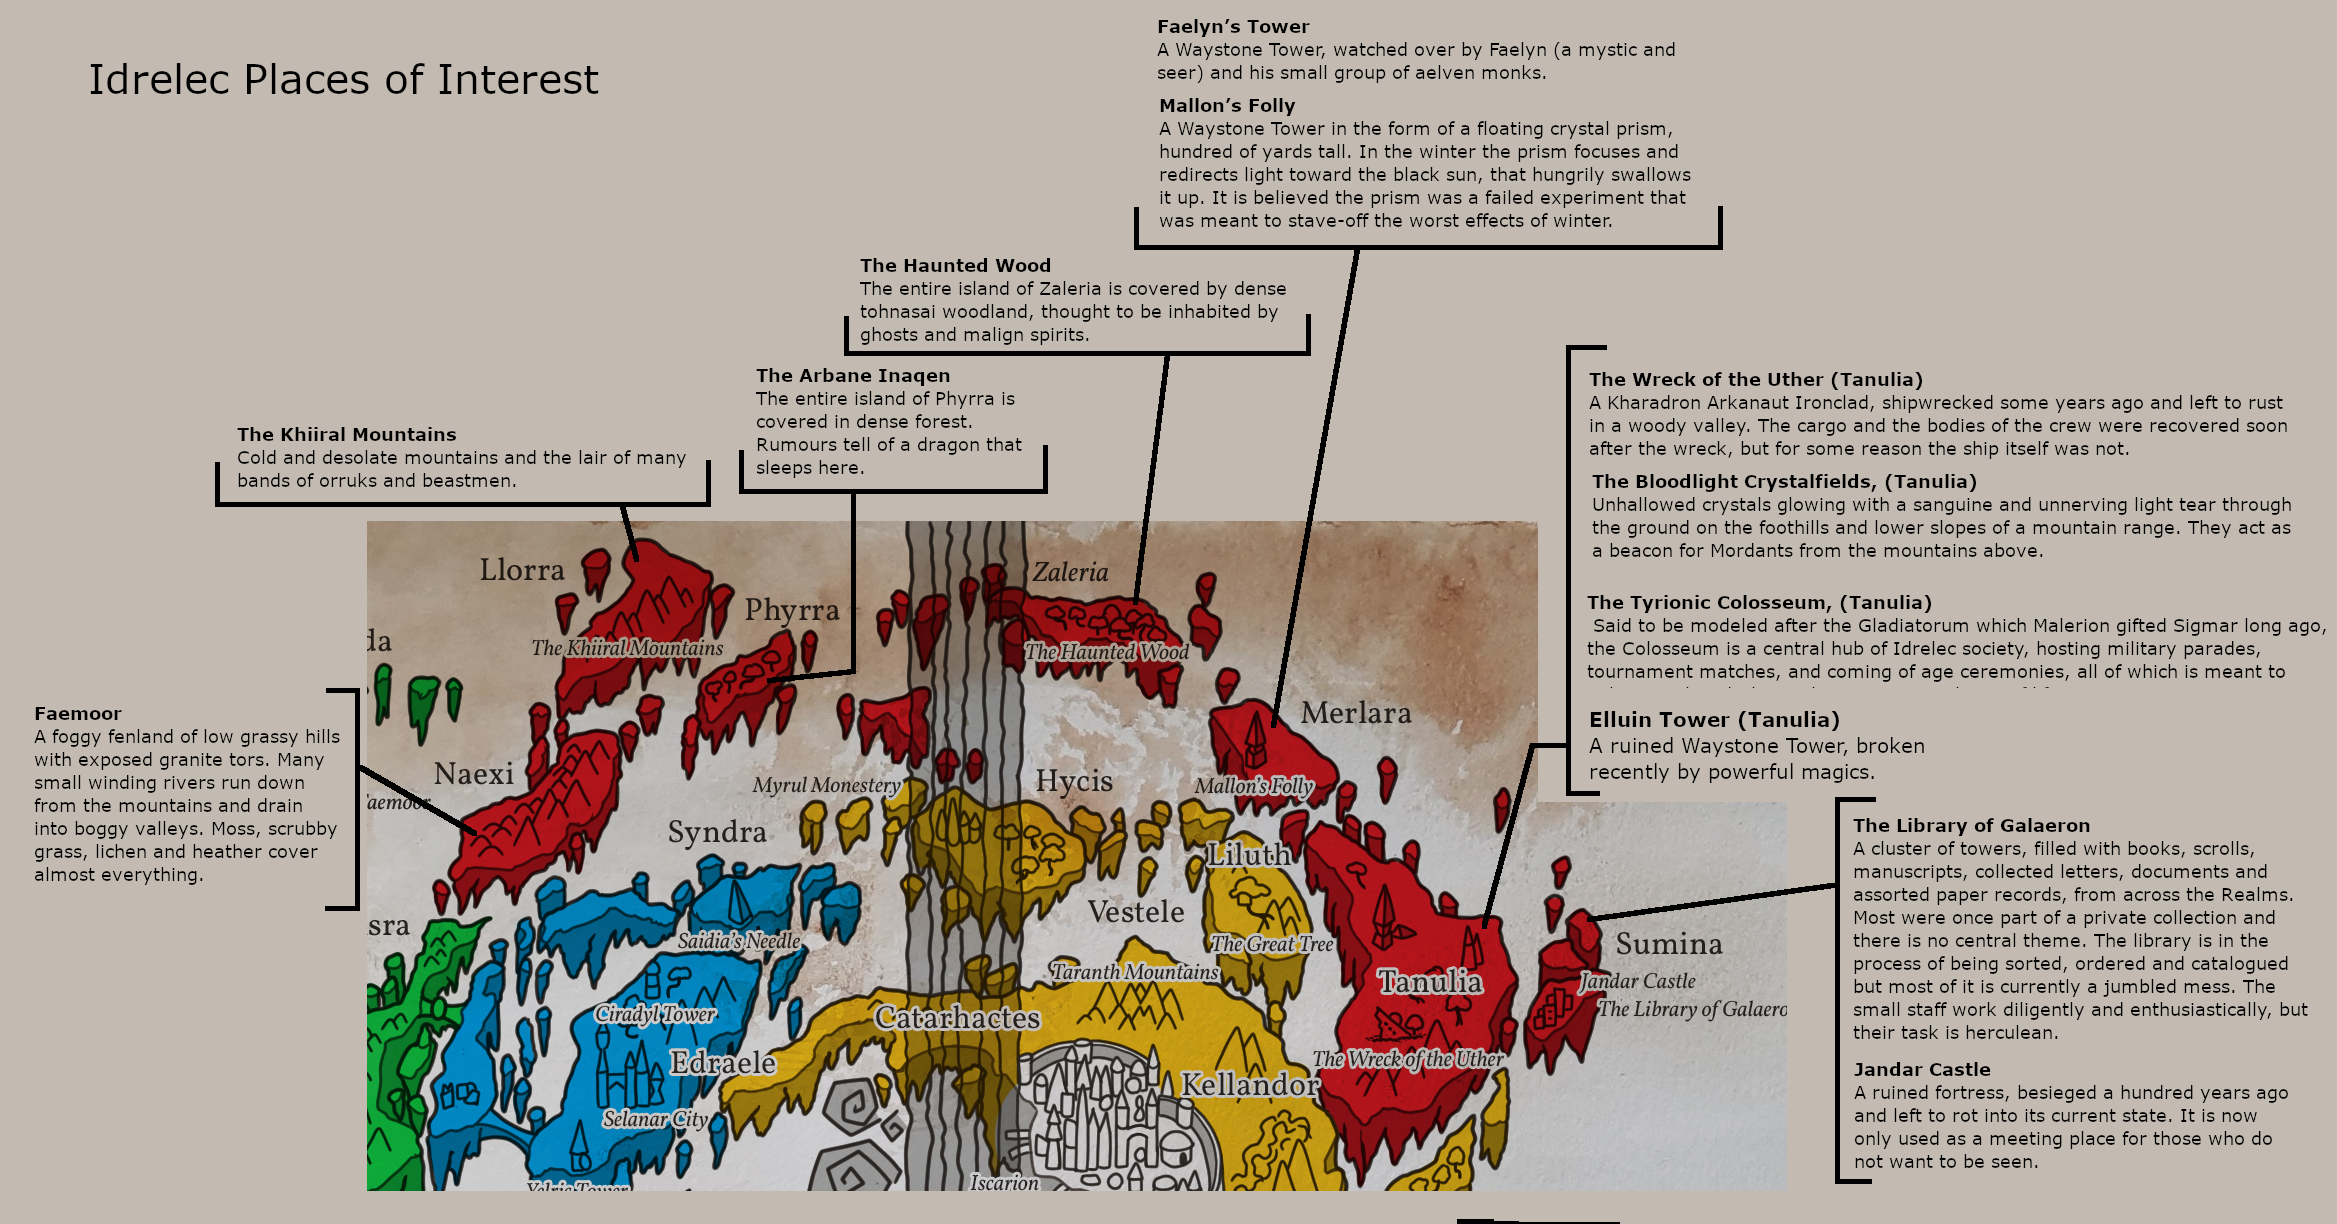 Idrelec Places of Interest
Faelyn’s Tower
A Waystone Tower, watched over by Faelyn (a mystic and
seer) and his small group of aelven monks.
Mallon’s Folly
A Waystone Tower in the form of a floating crystal prism,
hundred of yards tall. In the winter the prism focuses and
redirects light toward the black sun, that hungrily swallows
it up. It is believed the prism was a failed experiment that
was meant to stave-off the worst effects of winter.
The Haunted Wood
The entire island of Zaleria is covered by dense
tohnasai woodland, thought to be inhabited by
ghosts and malign spirits.
The Arbane Inaqen
The entire island of Phyrra is
covered in dense forest.
Rumours tell of a dragon that
sleeps here.
The Khiiral Mountains
Cold and desolate mountains and the lair of many
bands of orruks and beastmen.
The Wreck of the Uther (Tanulia)
A Kharadron Arkanaut Ironclad, shipwrecked some years ago and left to rust
in a woody valley. The cargo and the bodies of the crew were recovered soon
after the wreck, but for some reason the ship itself was not.
The Bloodlight Crystalfields, (Tanulia)
Unhallowed crystals glowing with a sanguine and unnerving light tear through
the ground on the foothills and lower slopes of a mountain range. They act as
a beacon for Mordants from the mountains above.
The Tyrionic Colosseum, (Tanulia)
Said to be modeled after the Gladiatorum which Malerion gifted Sigmar long ago,
the Colosseum is a central hub of Idrelec society, hosting military parades,
tournament matches, and coming of age ceremonies, all of which is meant to
Elluin Tower (Tanulia)
A ruined Waystone Tower, broken
recently by powerful magics.
Faemoor
A foggy fenland of low grassy hills
with exposed granite tors. Many
small winding rivers run down
from the mountains and drain
into boggy valleys. Moss, scrubby
grass, lichen and heather cover
almost everything.
The Library of Galaeron
A cluster of towers, filled with books, scrolls,
manuscripts, collected letters, documents and
assorted paper records, from across the Realms.
Most were once part of a private collection and
there is no central theme. The library is in the
process of being sorted, ordered and catalogued
but most of it is currently a jumbled mess. The
small staff work diligently and enthusiastically, but
their task is herculean.
Jandar Castle
A ruined fortress, besieged a hundred years ago
and left to rot into its current state. It is now
only used as a meeting place for those who do
not want to be seen.
Llorra
Zaleria
Phyrra
da
The Khiiral Mountains
The Haunted Wood
Merlara
Naexi
Myrul Monestery
Hycis
Mallon's Folly
aemoor
Syndra
Liluth
Vestele
sra
Saidia's Needle
The Great Tree
Sumina
Taranth Mountains
Tanulia
Jandar Castle
The Library of Galaero
Ciradyl Tower
Catarhactes
Edraele
The Wreck of the Uther
Kellandor
Selanar City
Iscarion
Yelris Tower